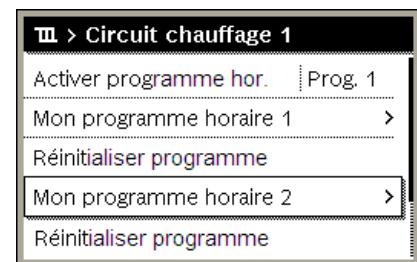 > Circuit chauffage 1
Activer programme hor. Prog. 1
Mon programme horaire 1 >
Réinitialiser programme
Mon programme horaire 2 >
Réinitialiser programme